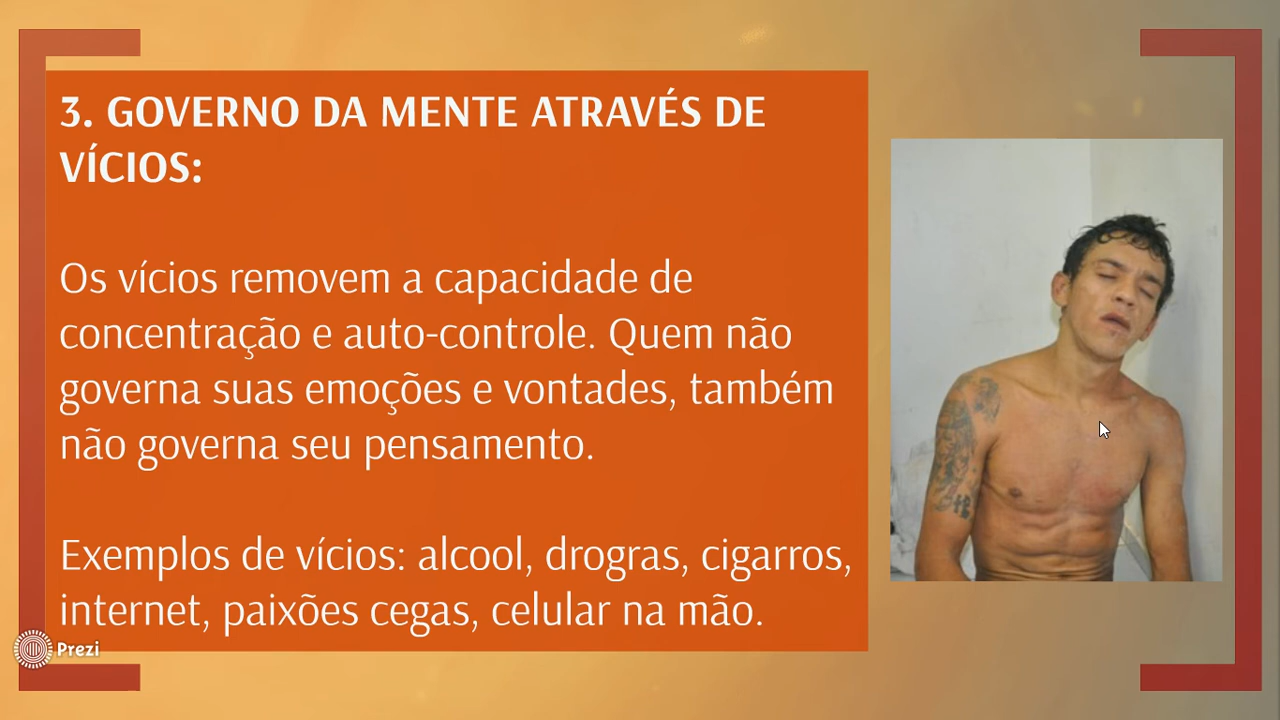 3. GOVERNO DA MENTE ATRAVÉS DE
VÍCIOS:
Os vícios removem a capacidade de
concentração e auto-controle. Quem não
governa suas emoções e vontades, também
não governa seu pensamento.
Exemplos de vícios: alcool, drogras, cigarros,
internet, paixões cegas, celular na mão.
Prezi